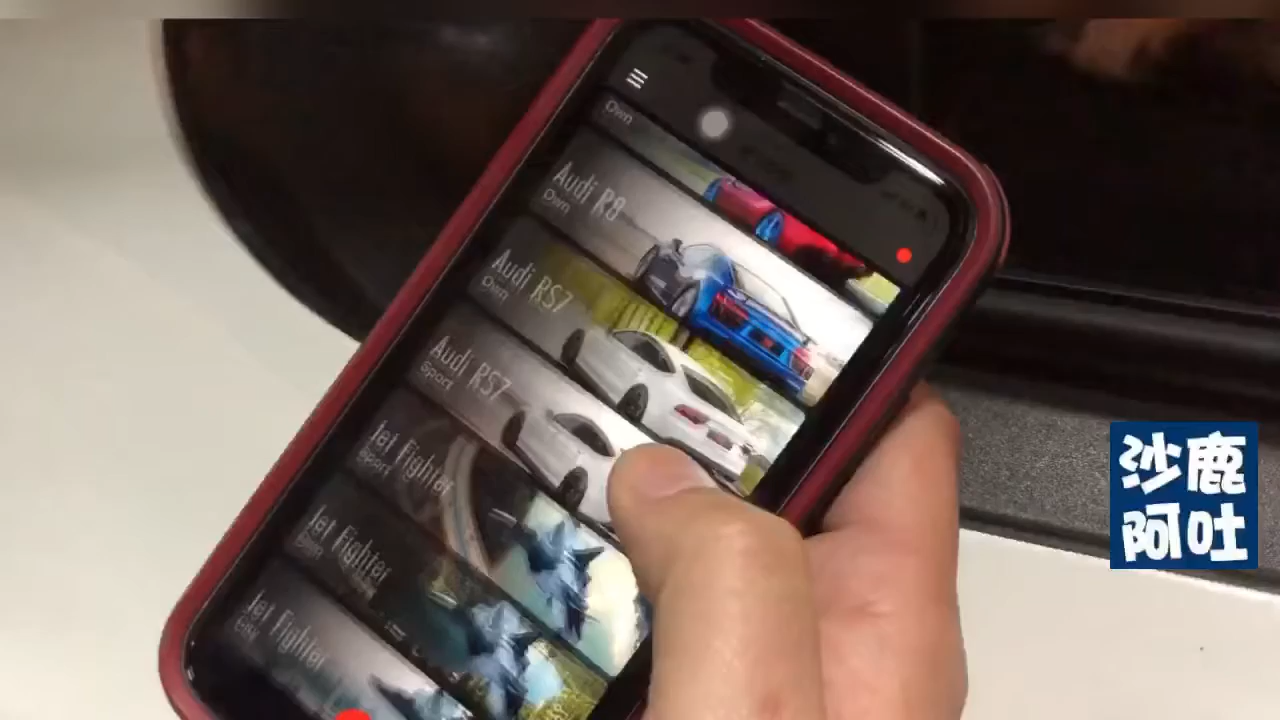 Own
Audi R8
Own
Audi RS7
Own
Audi RS7
Sport
Jet Fighter
Sport
Jet Fighter
Jet Fighter
沙鹿
阿吐